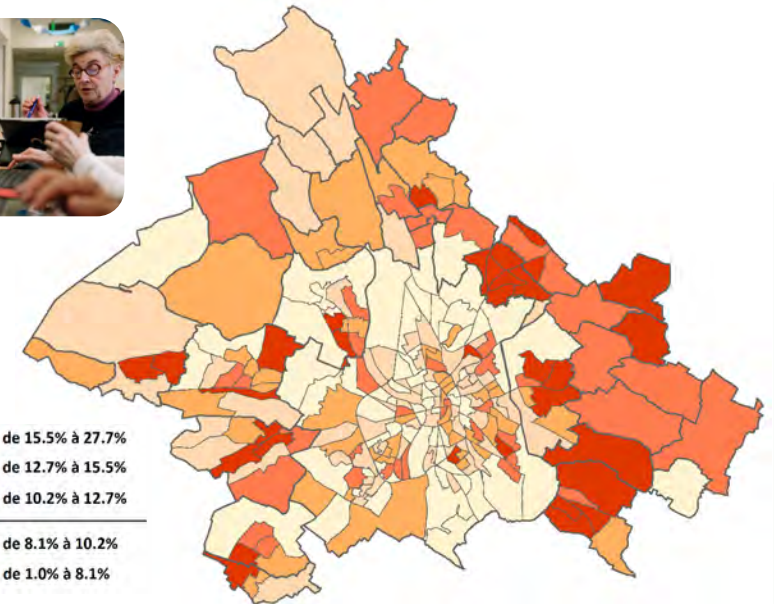 de 15.5% à 27.7%
de 12.7% à 15.5%
de 10.2% à 12.7%
de 8.1% à 10.2%
de 1.0% à 8.1%